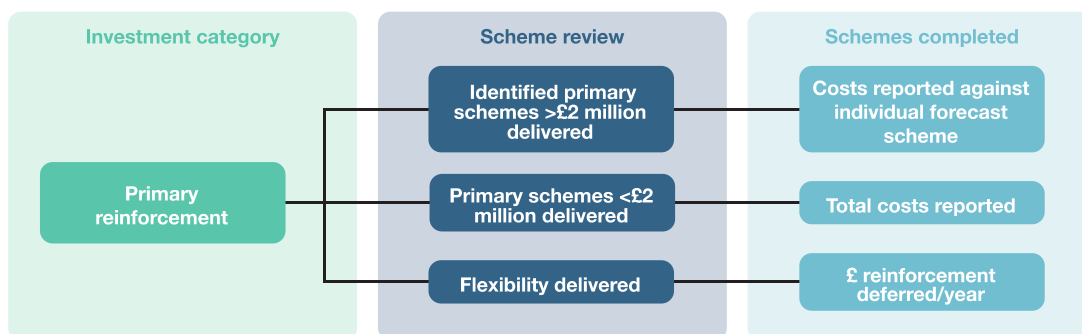 Investment category
Scheme review
Schemes completed
Primary
reinforcement
Identified primary
schemes >£2 million
delivered
Costs reported against
individual forecast
scheme
Primary schemes <£2
million delivered
Total costs reported
Flexibility delivered
£ reinforcement
deferred/year